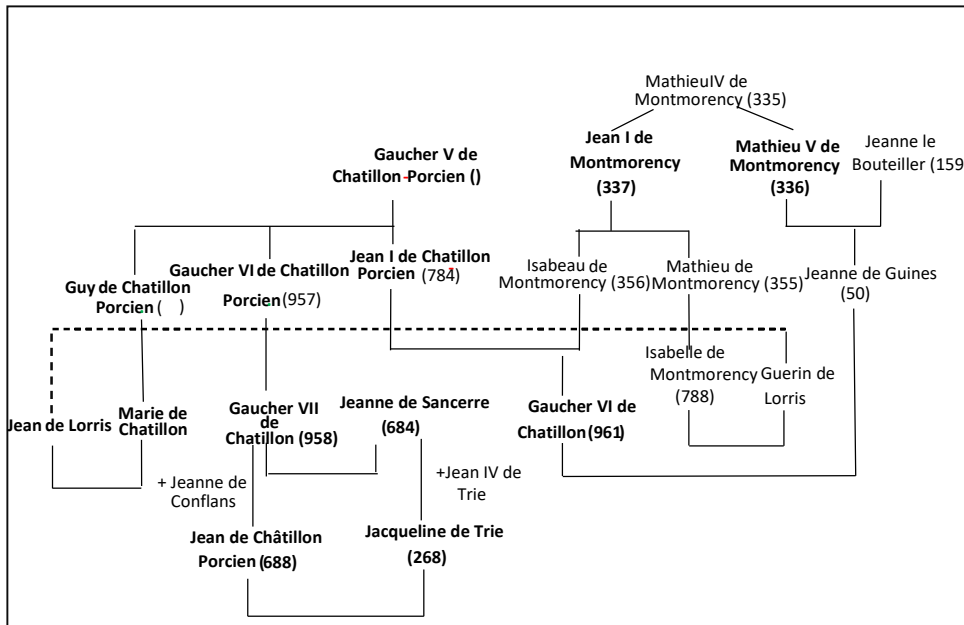 MathieuIV de
Montmorency (335)
Jean I de
Montmorency
(337)
Mathieu V de
Montmorency
(336)
Jeanne le
Bouteiller (159
Gaucher V de
Chatillon-Porcien ()
Guy de Chatillon
Porcien ( )
Gaucher VI de Chatillon
Porcien (957)
Jean I de Chatillon
Porcien (784)
Isabeau de
Montmorency (356)
Mathieu de
Montmorency (355)
Jeanne de Guines
(50)
Jean de Lorris
Marie de
Chatillon
Gaucher VII
de
Chatillon (958)
Jeanne de Sancerre
(684)
Gaucher VI de
Chatillon (961)
Isabelle de
Montmorency
(788)
Guerin de
Lorris
+ Jeanne de
Conflans
+Jean IV de
Trie
Jean de Châtillon
Porcien (688)
Jacqueline de Trie
(268)